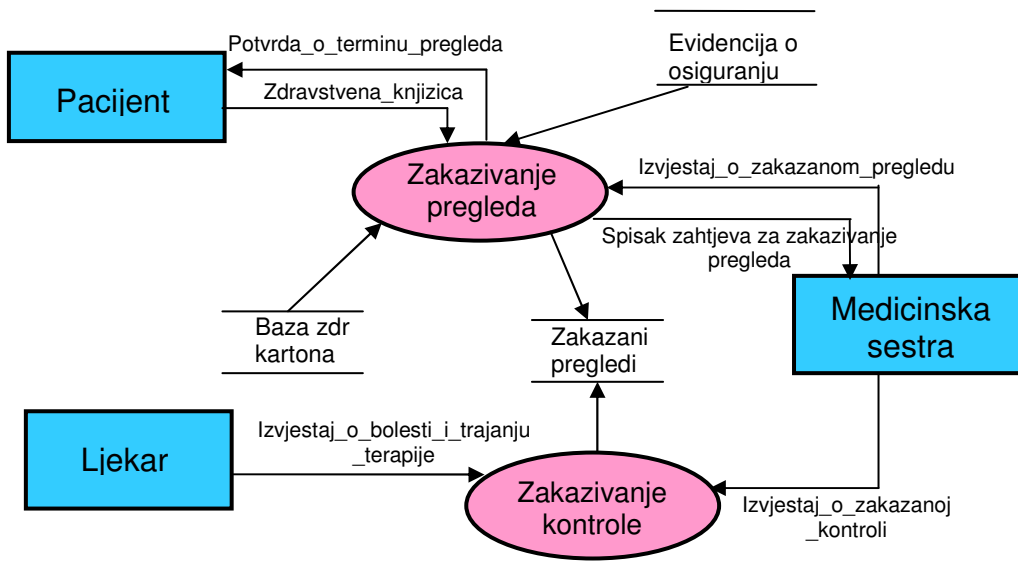 Potvrda_o_terminu_pregleda
Evidencija o
osiguranju
Pacijent
Zdravstvena_knjizica
Zakazivanje
pregleda
Izvjestaj_o_zakazanom_pregledu
Spisak zahtjeva za zakazivanje
pregleda
Medicinska
sestra
Baza zdr
kartona
Zakazani
pregledi
Ljekar
Izvjestaj_o_bolesti_i_trajanju
_terapije
Zakazivanje
kontrole
Izvjestaj_o_zakazanoj
_kontroli